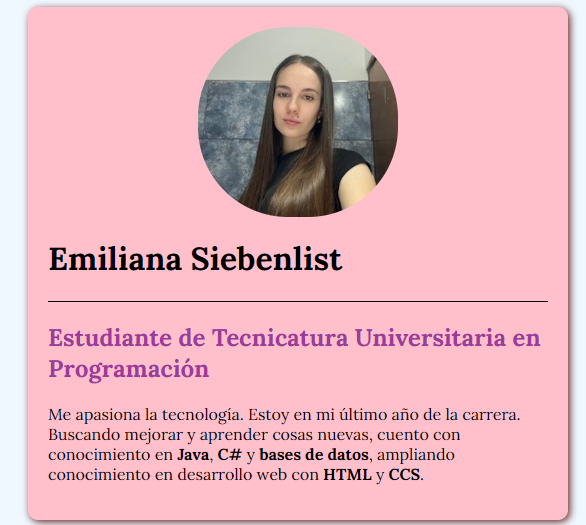 Emiliana Siebenlist
Estudiante de Tecnicatura Universitaria en
Programación
Me apasiona la tecnología. Estoy en mi último año de la carrera.
Buscando mejorar y aprender cosas nuevas, cuento con
conocimiento en Java, C# y bases de datos, ampliando
conocimiento en desarrollo web con HTML y CCS.